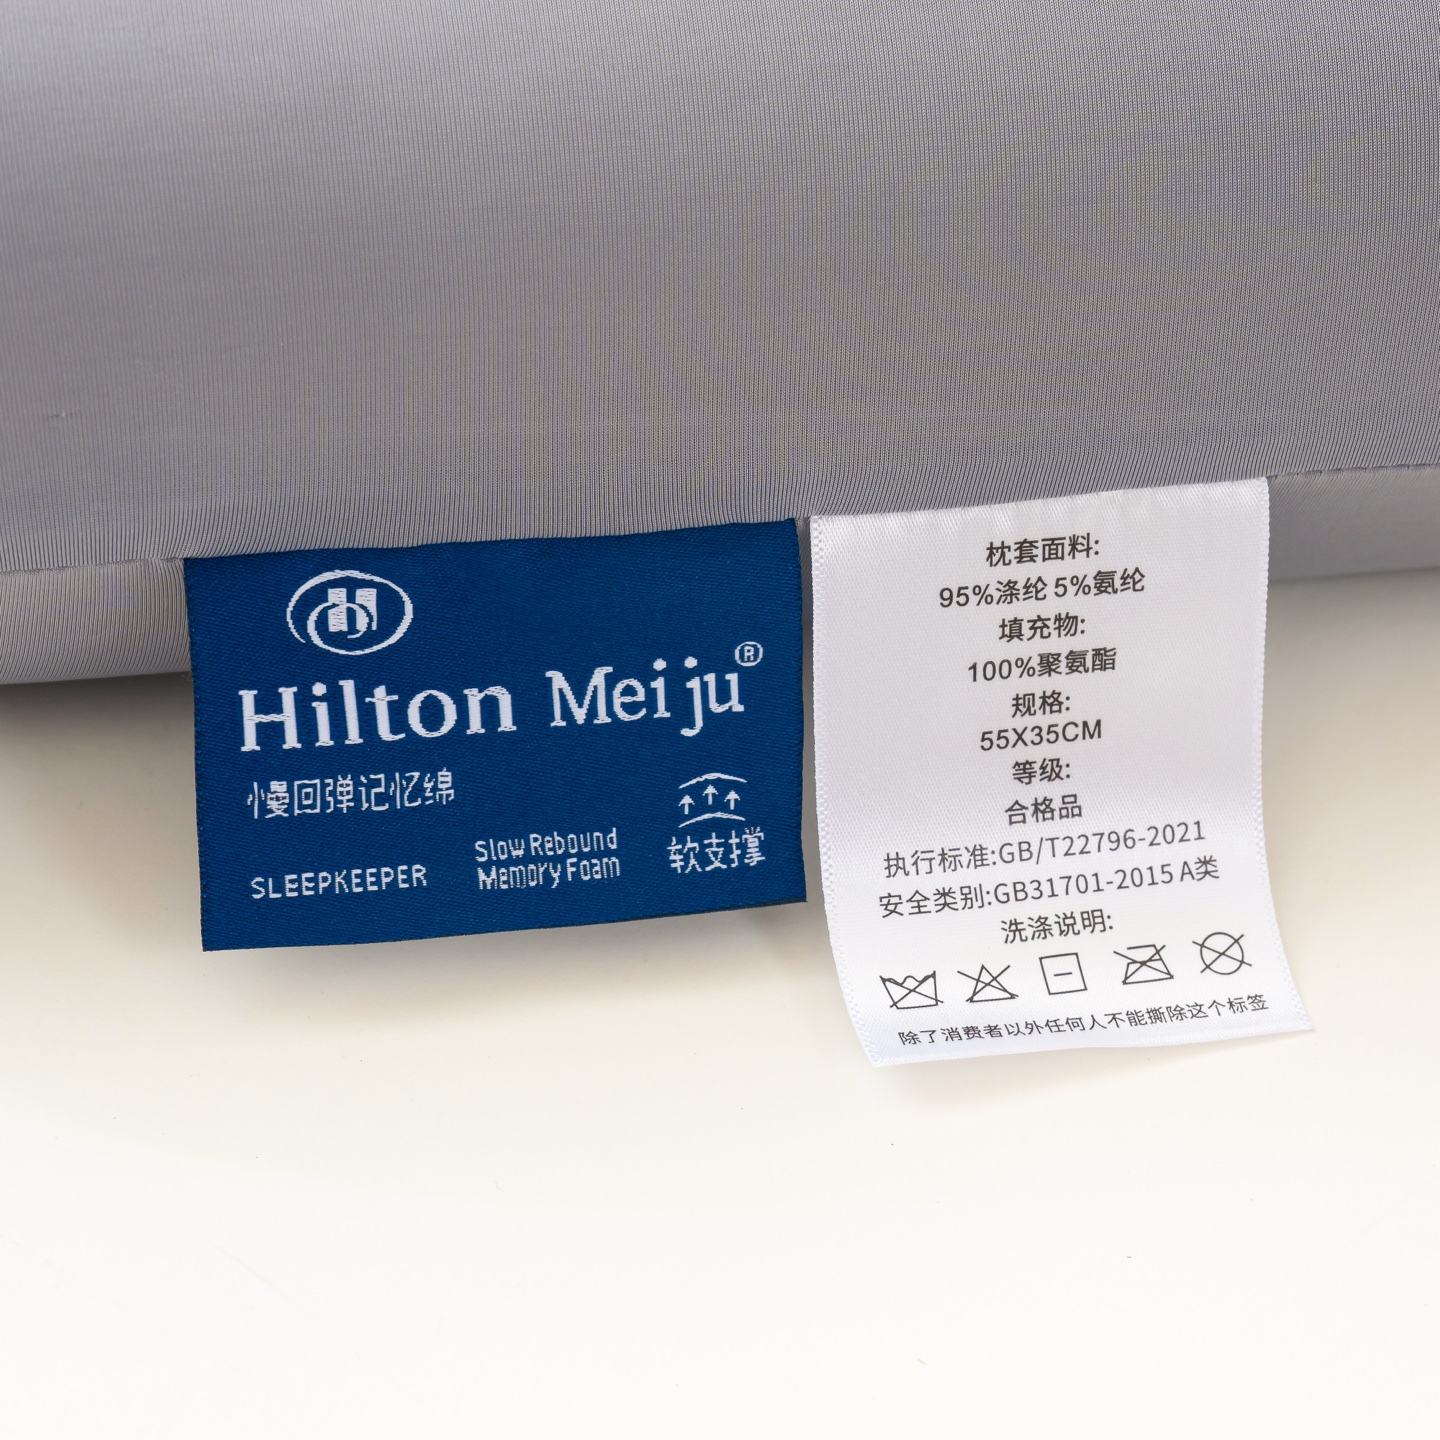 H
Hilton Meiju®
慢回弹记忆绵
SLEEPKEEPER
Slow Rebound
Memory Foam
软支撑
枕套面料:
95%涤纶 5%氨纶
填充物:
100%聚氨酯
规格:
55X35CM
等级:
合格品
执行标准:GB/T22796-2021
安全类别:GB31701-2015 A类
洗涤说明:
除了消费者以外任何人不能撕除这个标签